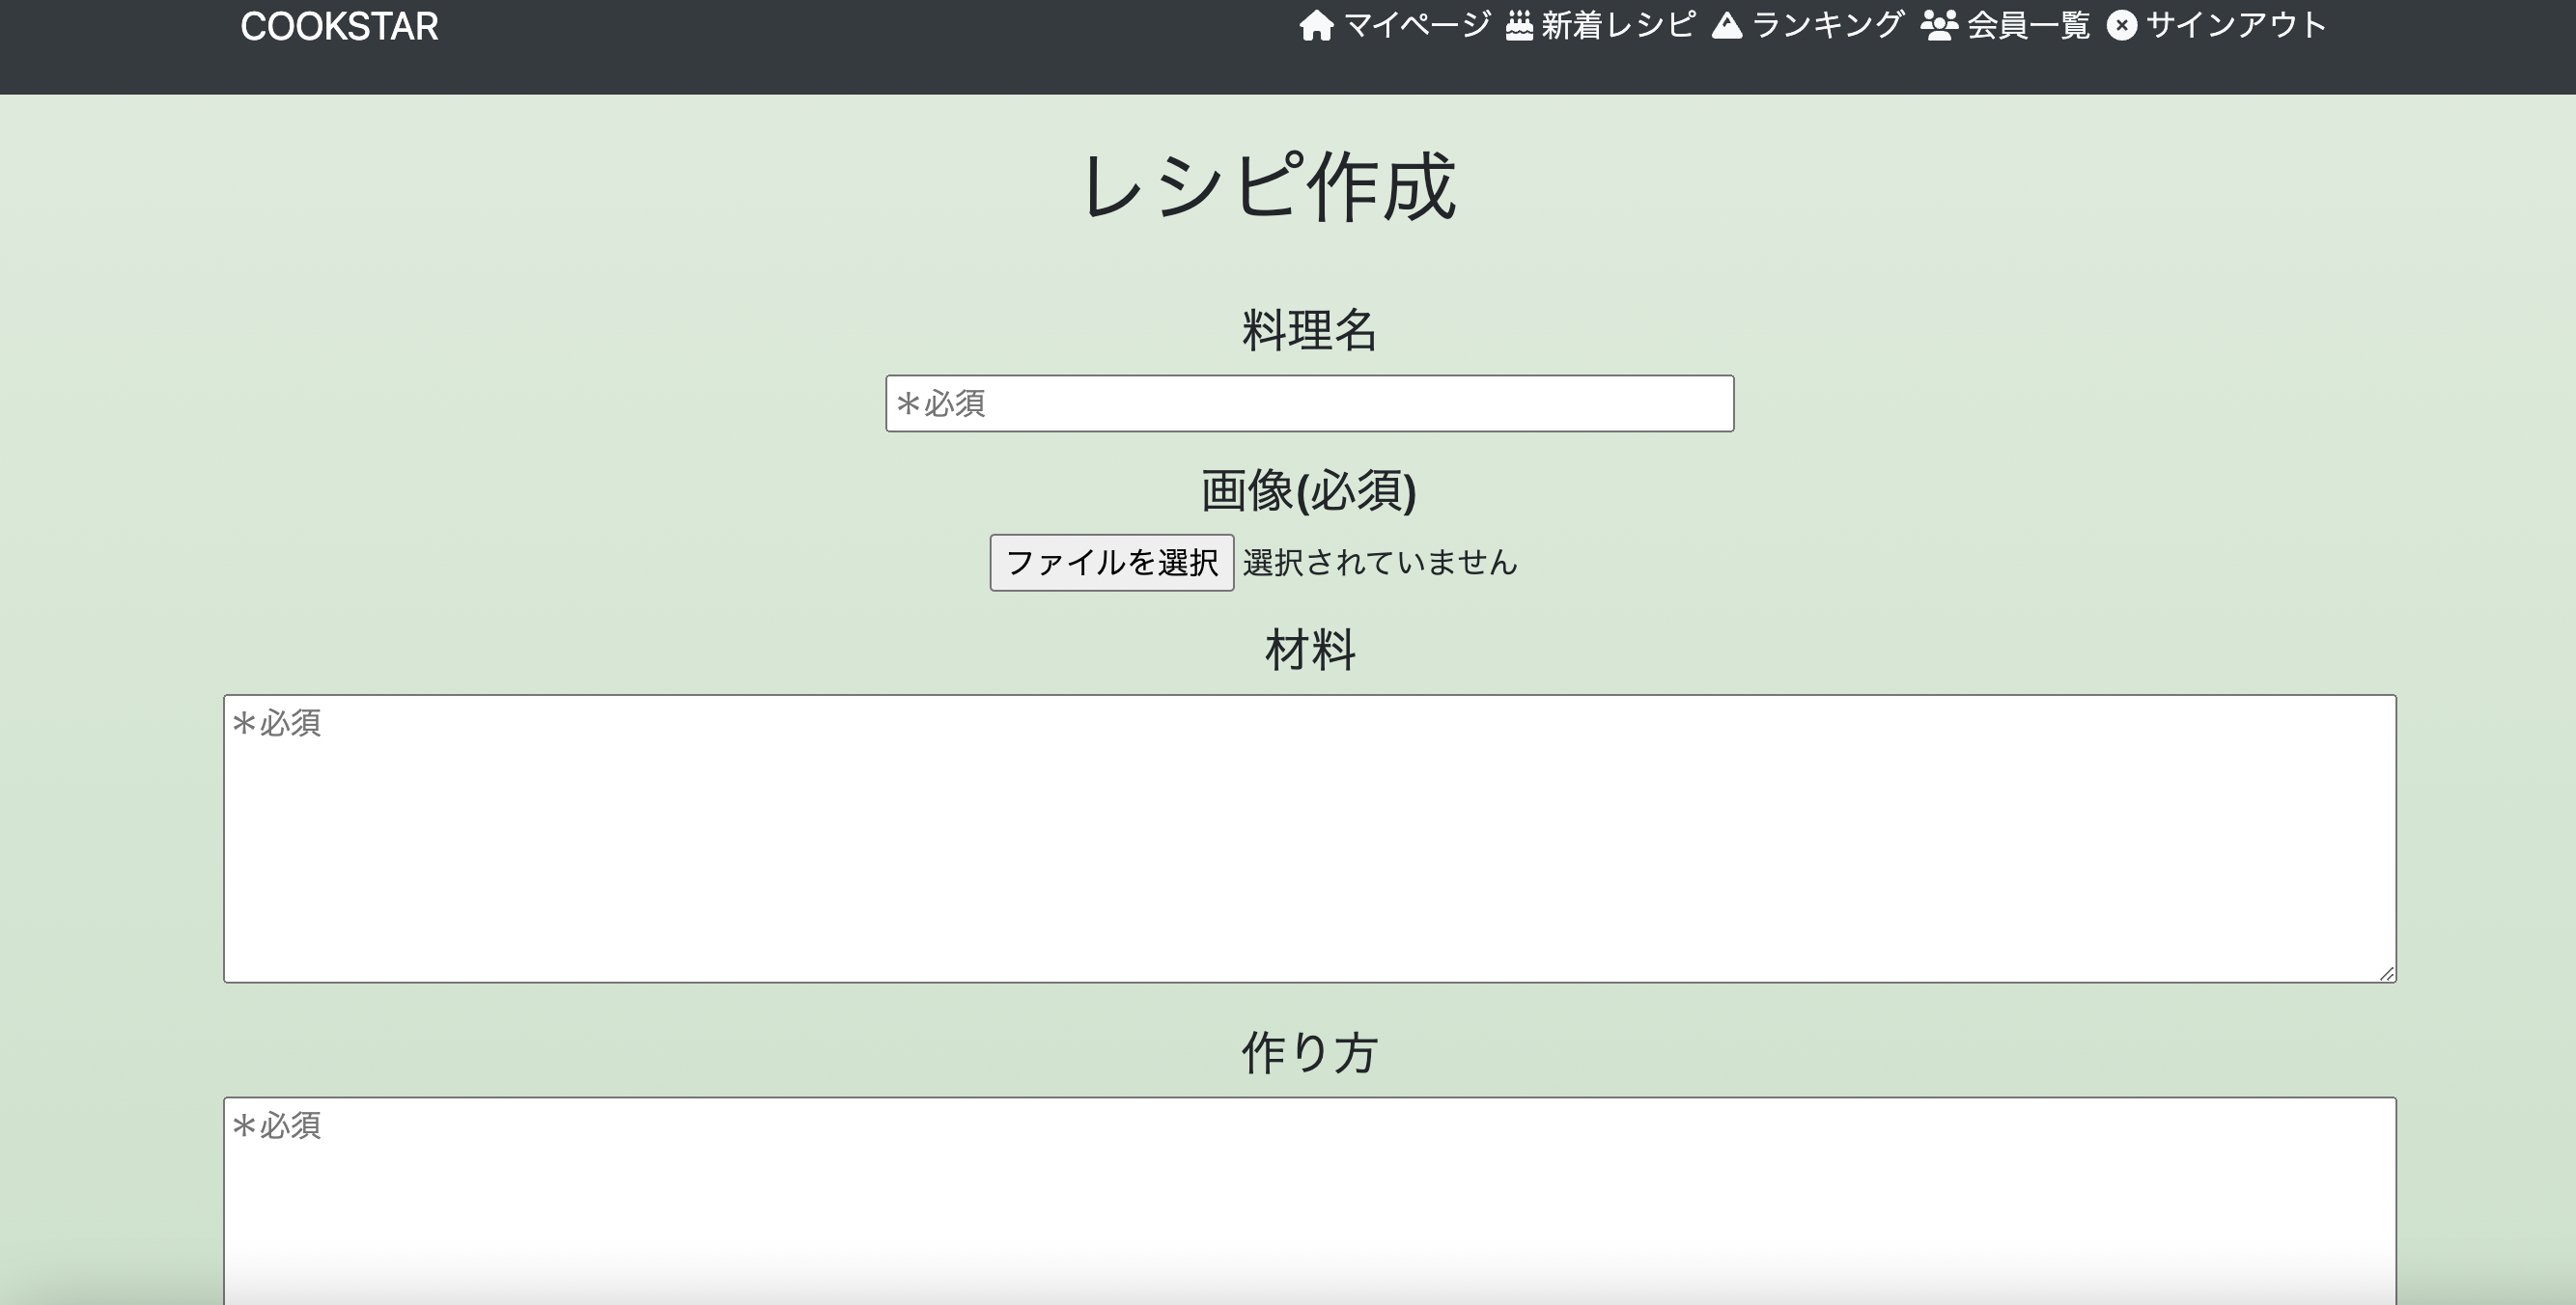 COOKSTAR マイページ 新着レシピ ランキング 会員一覧 サインアウト
レシピ作成
料理名
＊必須
画像(必須)
ファイルを選択 選択されていません
材料
＊必須
作り方
＊必須